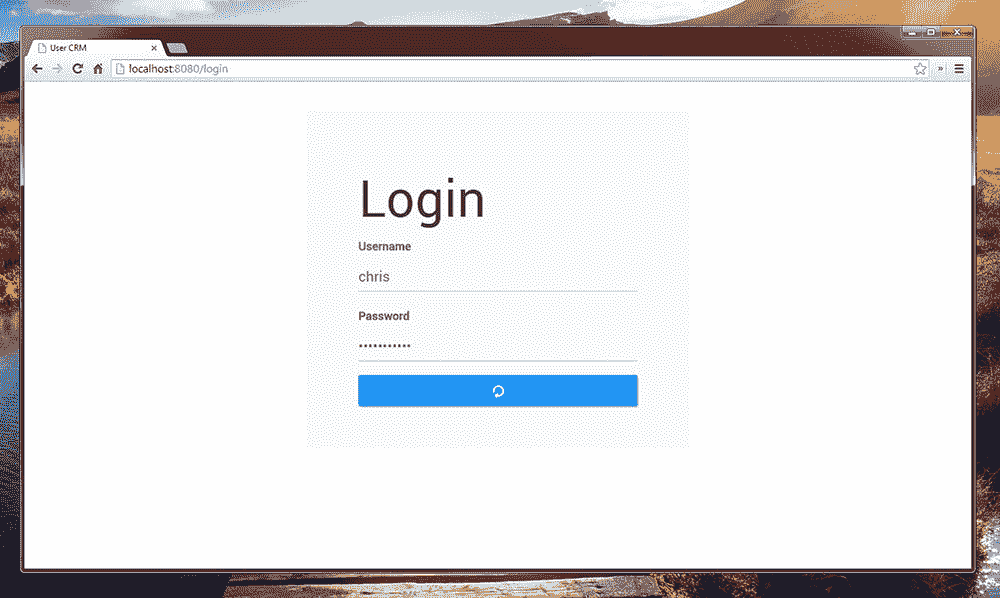 User CRM
localhost:8080/login
Login
Username
chris
Password
•••••••••••